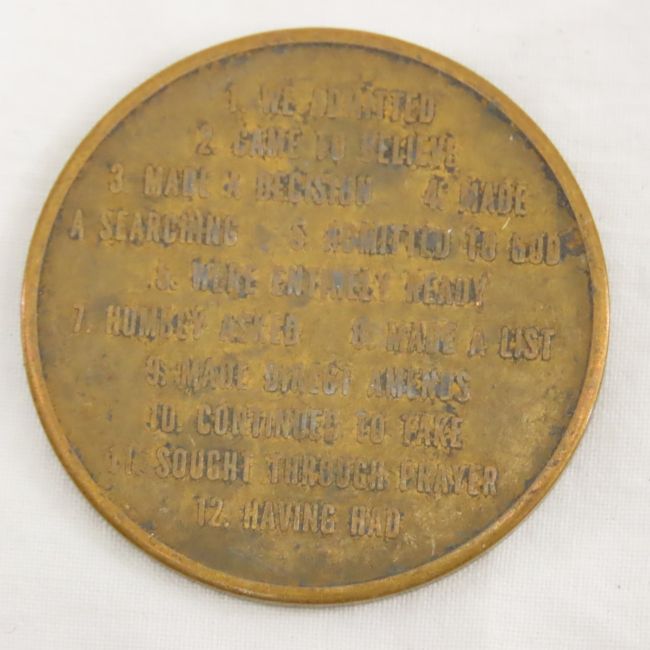 1. WE ADMITTED
2. CAME TO BELIEVE
3. MADE A DECISION 4. MADE
A SEARCHING 5. ADMITTED TO GOD
6. WERE ENTIRELY READY
7. HUMBLY ASKED 8. MADE A LIST
9. MADE DIRECT AMENDS
10. CONTINUED TO TAKE
11. SOUGHT THROUGH PRAYER
12. HAVING HAD